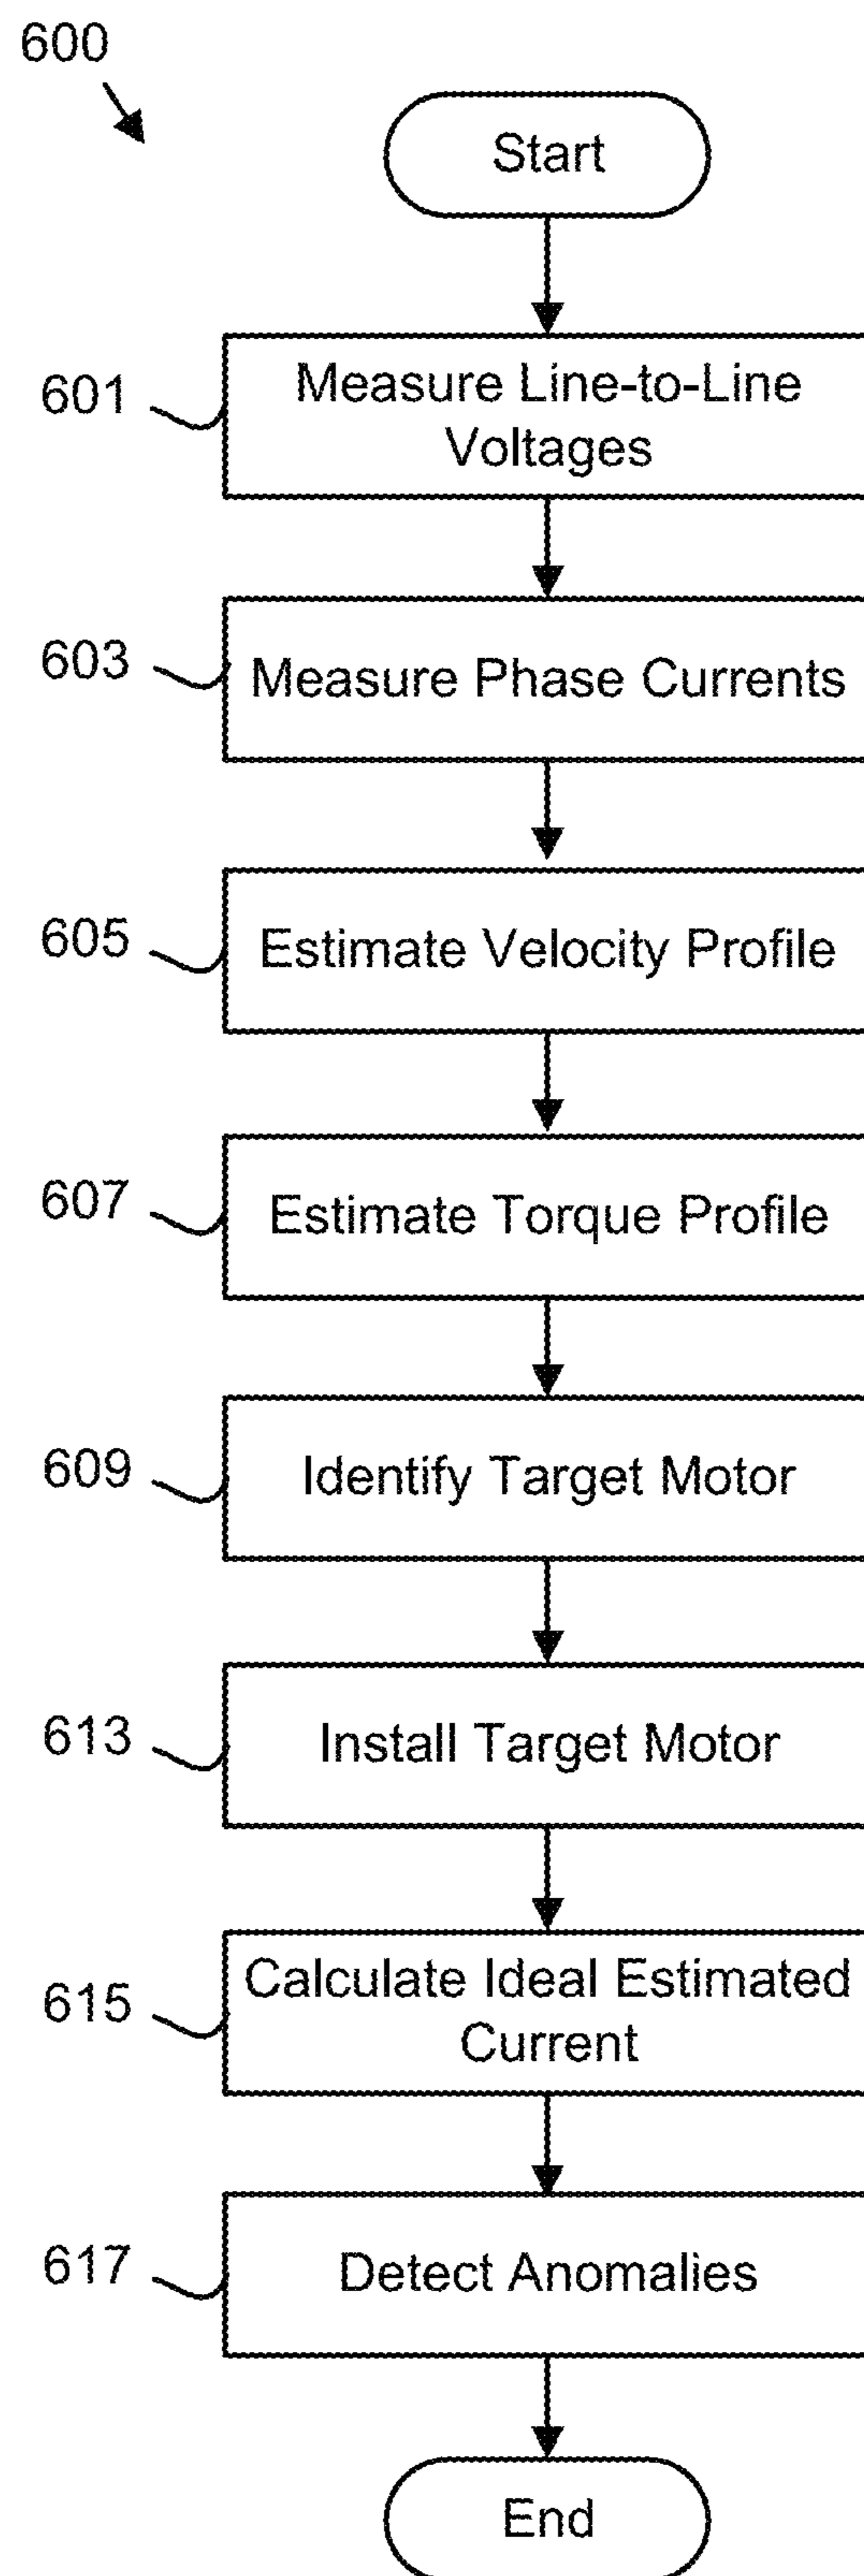 600
Start
601
Measure Line-to-Line
Voltages
603
Measure Phase Currents
605
Estimate Velocity Profile
607
Estimate Torque Profile
609
Identify Target Motor
613
Install Target Motor
615
Calculate Ideal Estimated
Current
617
Detect Anomalies
End